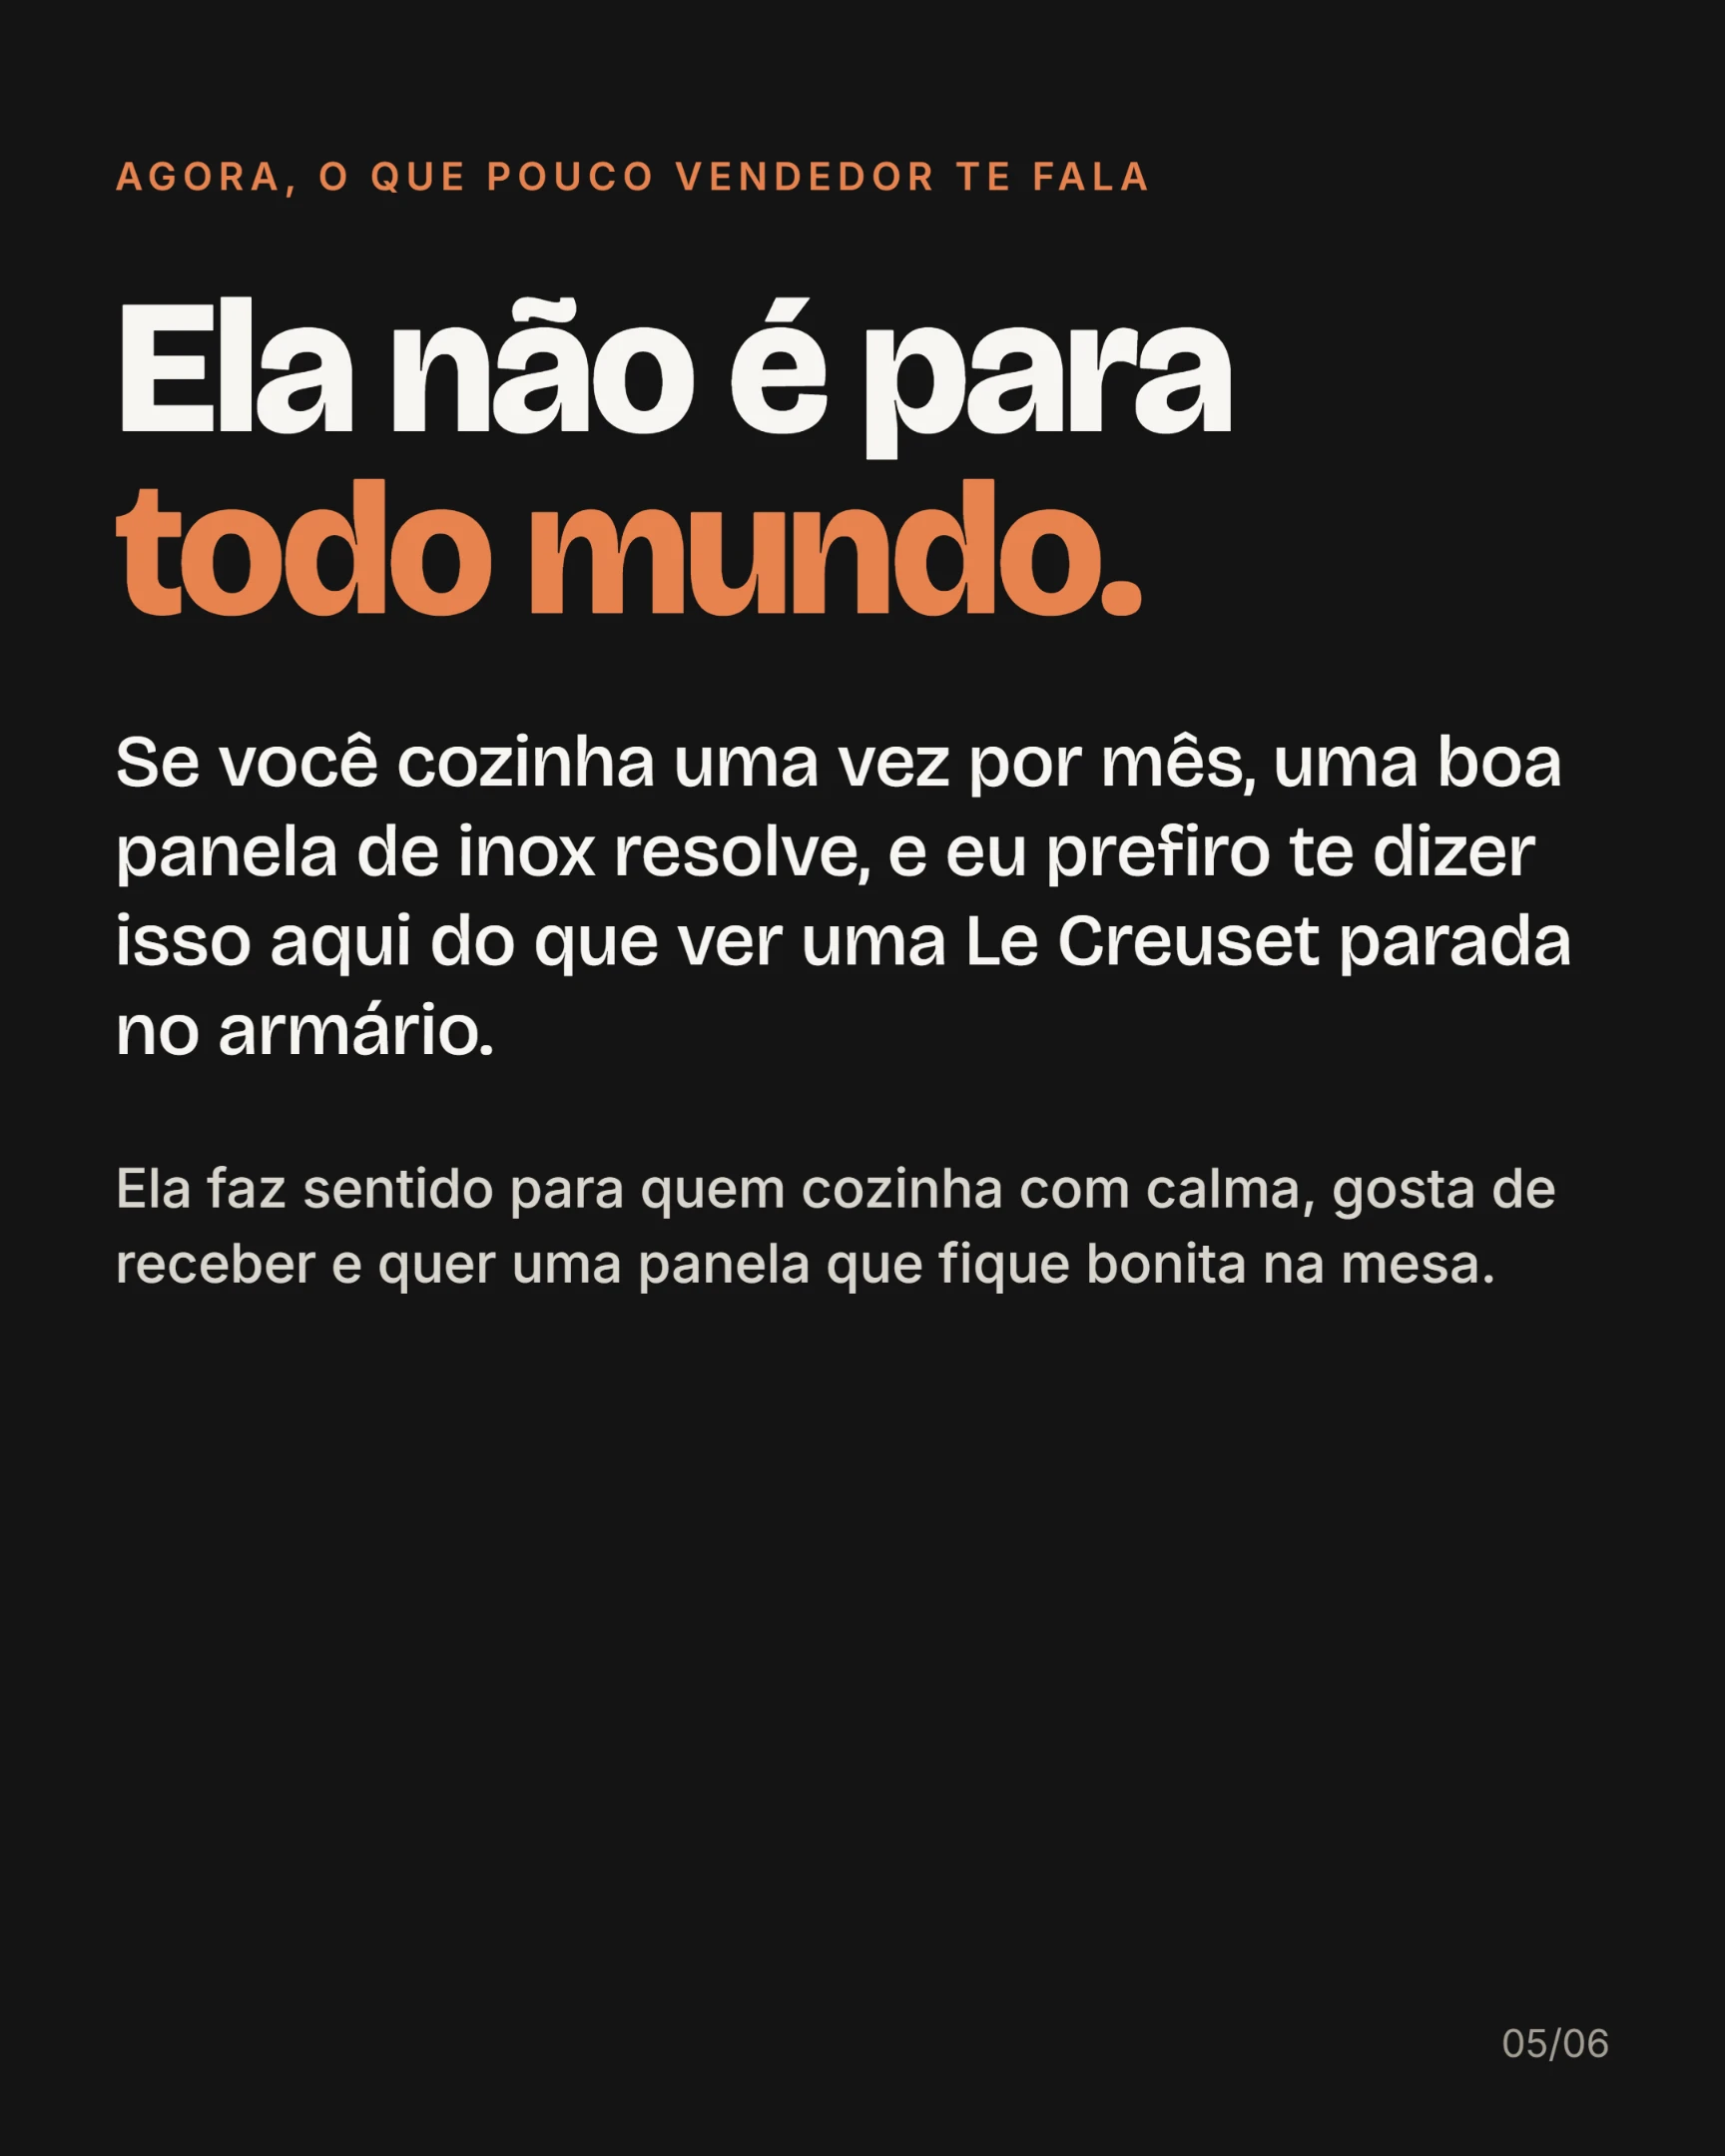 AGORA, O QUE POUCO VENDEDOR TE FALA
Ela não é para
todo mundo.
Se você cozinha uma vez por mês, uma boa
panela de inox resolve, e eu prefiro te dizer
isso aqui do que ver uma Le Creuset parada
no armário.
Ela faz sentido para quem cozinha com calma, gosta de
receber e quer uma panela que fique bonita na mesa.
05/06